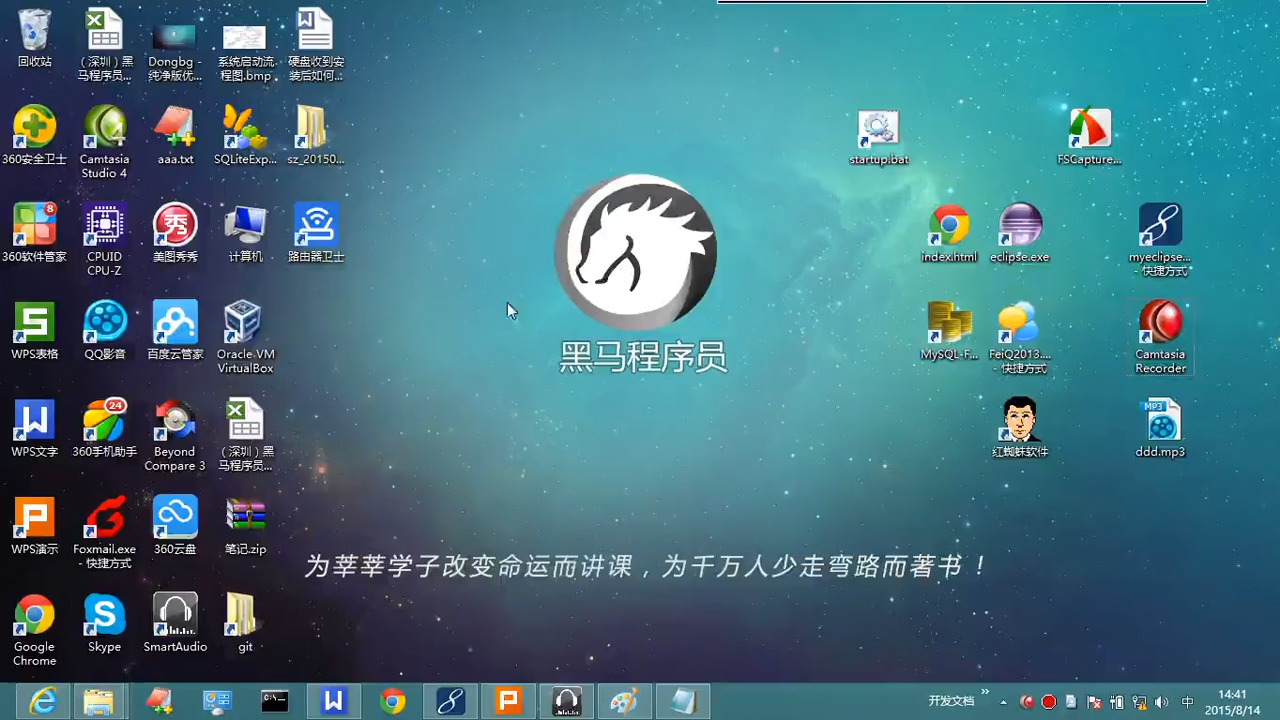 回收站
（深圳）黑
马程序员...
Dongbg -
纯净版优...
系统启动流
程图.bmp
硬盘收到安
装后如何...
360安全卫士
Camtasia
Studio 4
aaa.txt
SQLiteExp...
sz_20150...
startup.bat
FSCapture...
8
360软件管家
CPUID
CPU-Z
秀
美图秀秀
计算机
路由器卫士
index.html
eclipse.exe
myeclipse...
- 快捷方式
WPS表格
QQ影音
百度云管家
Oracle VM
VirtualBox
黑马程序员
MySQL-F...
FeiQ2013....
- 快捷方式
Camtasia
Recorder
WPS文字
24
360手机助手
Beyond
Compare 3
（深圳）黑
马程序员...
红蜘蛛软件
MP3
ddd.mp3
WPS演示
Foxmail.exe
- 快捷方式
360云盘
笔记.zip
为莘莘学子改变命运而讲课，为千万人少走弯路而著书！
Google
Chrome
Skype
SmartAudio
git
开发文档
中
14:41
2015/8/14